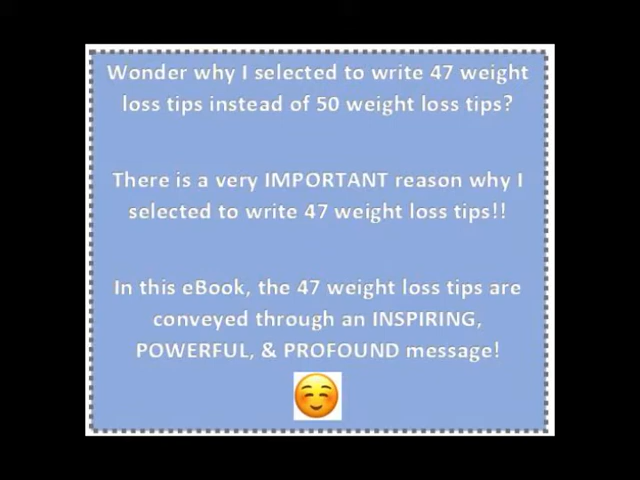 Wonder why I selected to write 47 weight
loss tips instead of 50 weight loss tips?
There is a very IMPORTANT reason why I
selected to write 47 weight loss tips!!
In this eBook, the 47 weight loss tips are
conveyed through an INSPIRING,
POWERFUL, & PROFOUND message!